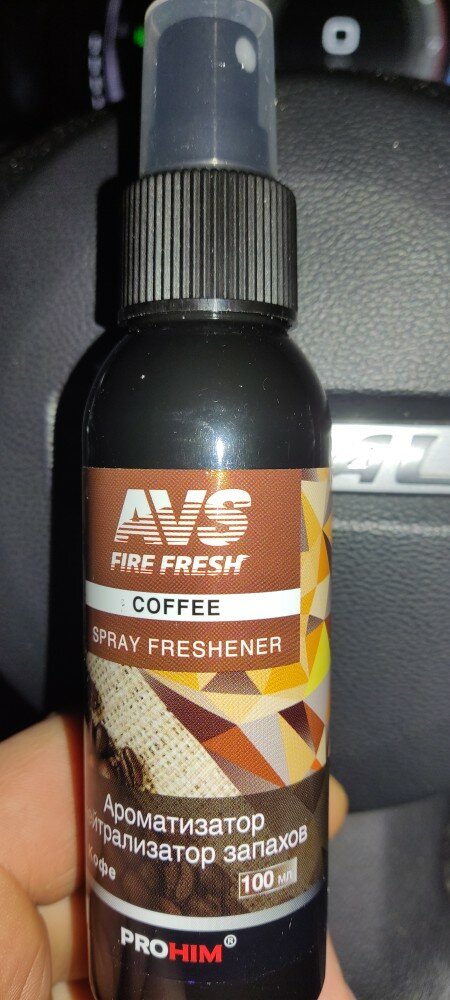 AVS
FIRE FRESH
COFFEE
SPRAY FRESHENER
Ароматизатор
запахов
Кофе
100 мл
PROHIM®